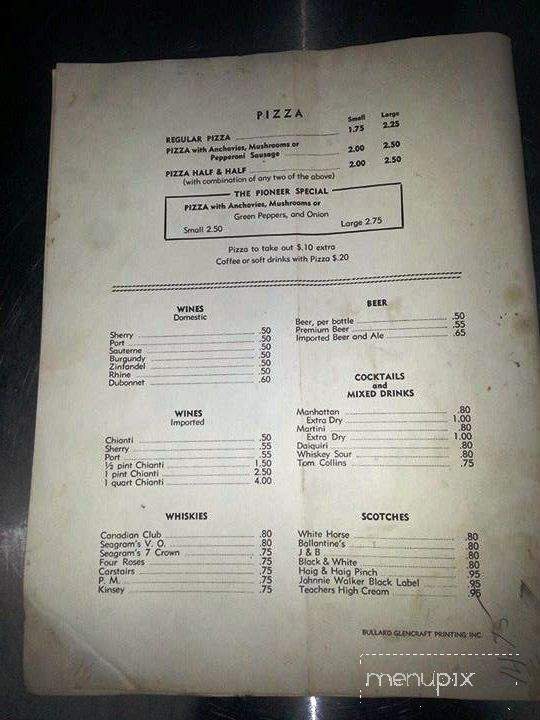 PIZZA
Small Large
REGULAR PIZZA 1.75 2.25
PIZZA with Anchovies, Mushrooms or
Pepperoni Sausage 2.00 2.50
PIZZA HALF & HALF 2.00 2.50
(with combination of any two of the above)
THE PIONEER SPECIAL
PIZZA with Anchovies, Mushrooms or
Green Peppers, and Onion
Small 2.50 Large 2.75
Pizza to take out $.10 extra
Coffee or soft drinks with Pizza $.20
WINES
Domestic
Sherry .50
Port .50
Sauterne .50
Burgundy .50
Zinfandel .50
Rhine .50
Dubonnet .60
WINES
Imported
Chianti .50
Sherry .55
Port .55
½ pint Chianti 1.50
1 pint Chianti 2.50
1 quart Chianti 4.00
WHISKIES
Canadian Club .80
Seagram's V. O. .80
Seagram's 7 Crown .75
Four Roses .75
Carstairs .75
P. M. .75
Kinsey .75
BEER
Beer, per bottle .50
Premium Beer .55
Imported Beer and Ale .65
COCKTAILS
and
MIXED DRINKS
Manhattan .80
Extra Dry 1.00
Martini .80
Extra Dry 1.00
Daiquiri .80
Whiskey Sour .80
Tom Collins .75
SCOTCHES
White Horse .80
Ballantine's .80
J & B .80
Black & White .80
Haig & Haig Pinch .95
Johnnie Walker Black Label .95
Teachers High Cream .95
BULLARD GLENCRAFT PRINTING INC.
menupix